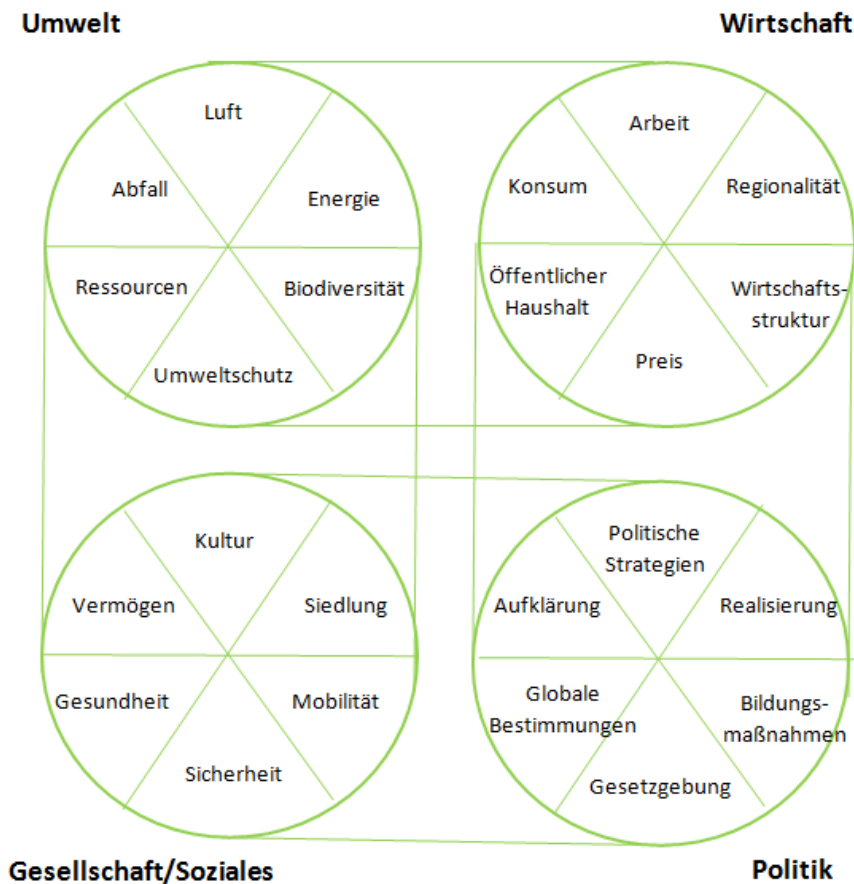 Umwelt
Wirtschaft
Luft
Abfall
Energie
Ressourcen
Biodiversität
Umweltschutz
Arbeit
Konsum
Regionalität
Öffentlicher
Haushalt
Wirtschafts-
struktur
Preis
Kultur
Vermögen
Siedlung
Gesundheit
Mobilität
Sicherheit
Politische
Strategien
Aufklärung
Realisierung
Globale
Bestimmungen
Bildungs-
maßnahmen
Gesetzgebung
Gesellschaft/Soziales
Politik